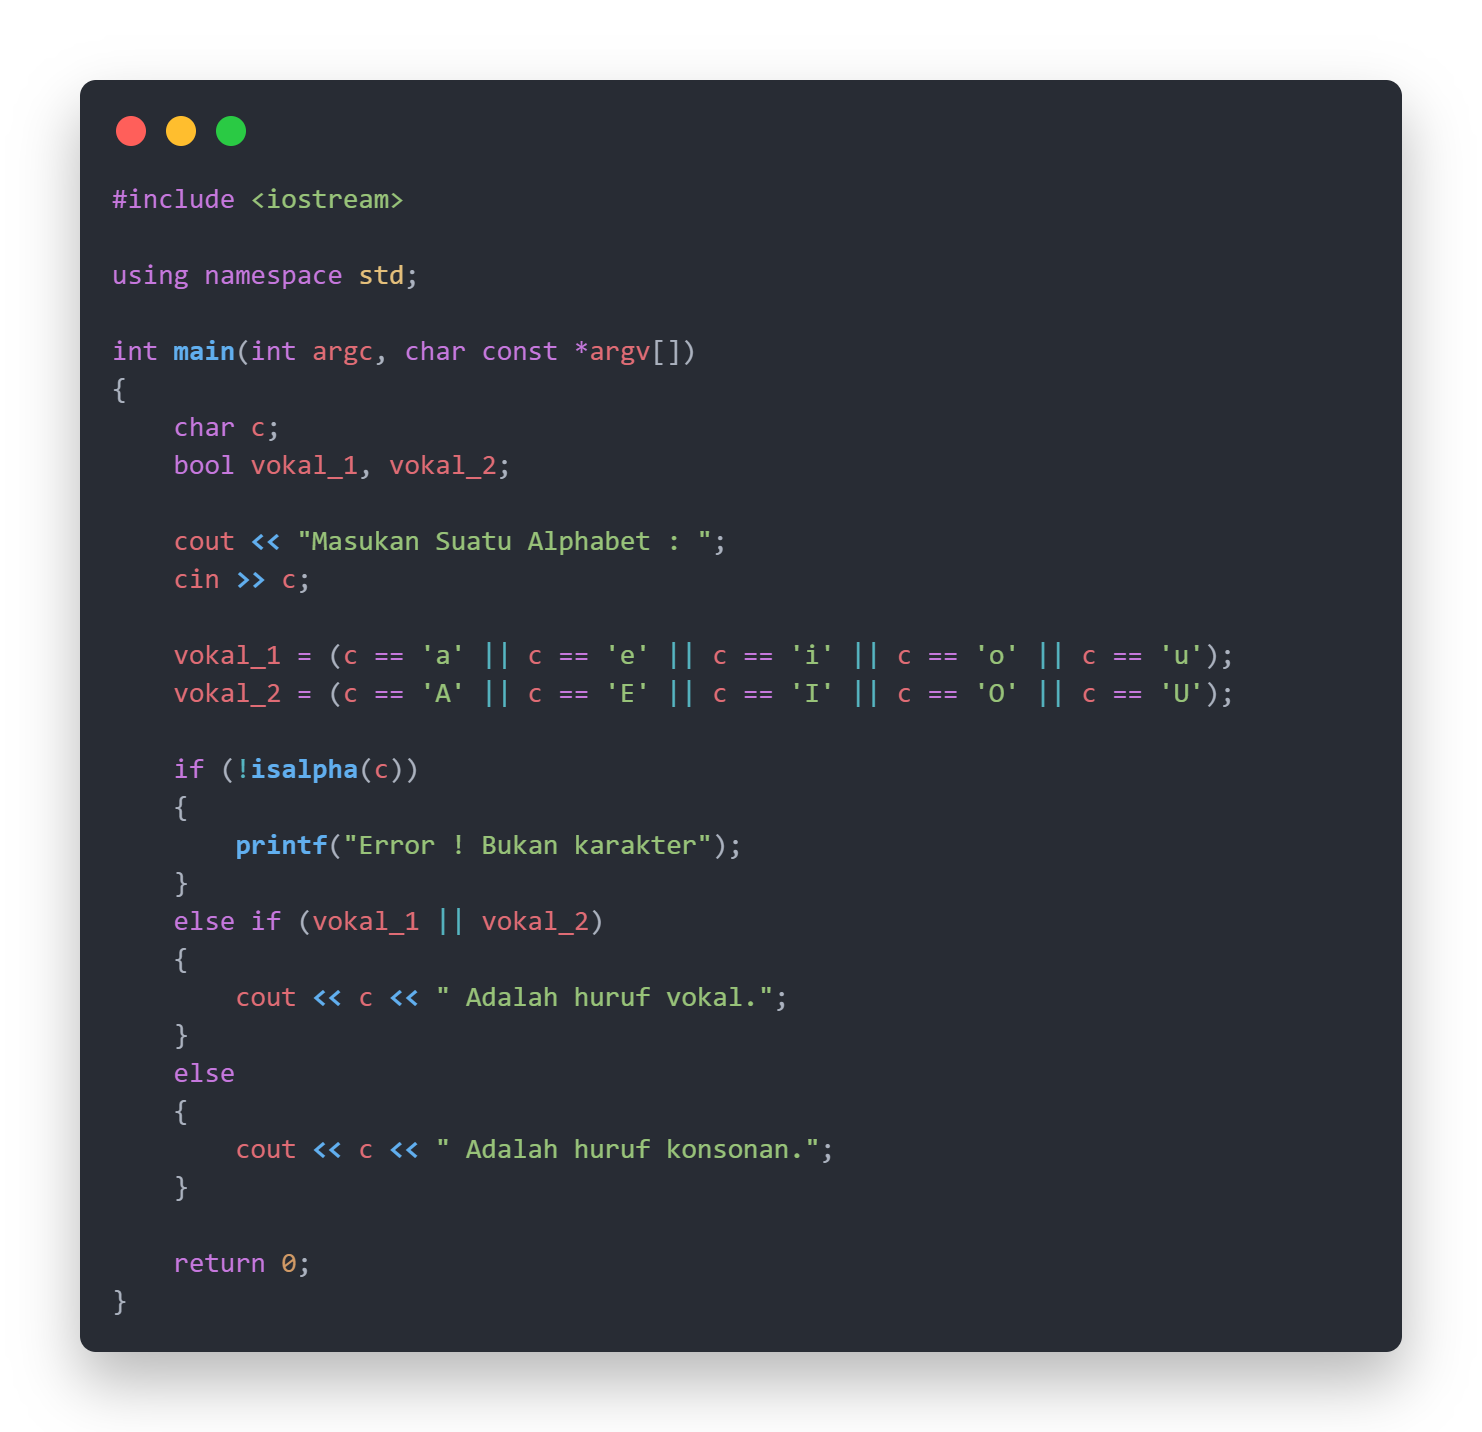 #include <iostream>
using namespace std;
int main(int argc, char const *argv[])
{
    char c;
    bool vokal_1, vokal_2;
    cout << "Masukan Suatu Alphabet : ";
    cin >> c;
    vokal_1 = (c == 'a' || c == 'e' || c == 'i' || c == 'o' || c == 'u');
    vokal_2 = (c == 'A' || c == 'E' || c == 'I' || c == 'O' || c == 'U');
    if (!isalpha(c))
    {
        printf("Error ! Bukan karakter");
    }
    else if (vokal_1 || vokal_2)
    {
        cout << c << " Adalah huruf vokal.";
    }
    else
    {
        cout << c << " Adalah huruf konsonan.";
    }
    return 0;
}